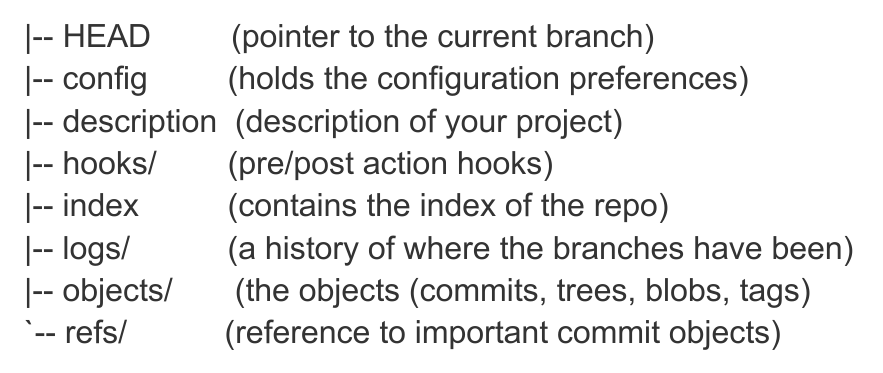 |-- HEAD (pointer to the current branch)
|-- config (holds the configuration preferences)
|-- description (description of your project)
|-- hooks/ (pre/post action hooks)
|-- index (contains the index of the repo)
|-- logs/ (a history of where the branches have been)
|-- objects/ (the objects (commits, trees, blobs, tags)
`-- refs/ (reference to important commit objects)